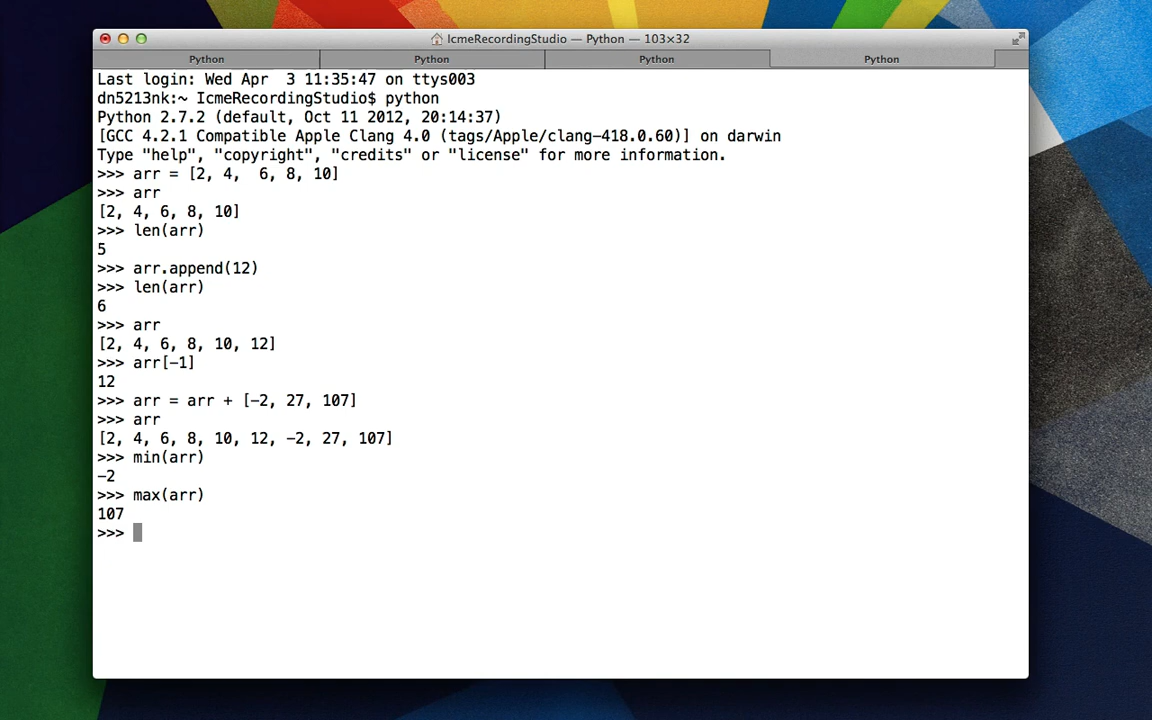 IcmeRecordingStudio — Python — 103×32
Python Python Python Python
Last login: Wed Apr  3 11:35:47 on ttys003
dn5213nk:~ IcmeRecordingStudio$ python
Python 2.7.2 (default, Oct 11 2012, 20:14:37)
[GCC 4.2.1 Compatible Apple Clang 4.0 (tags/Apple/clang-418.0.60)] on darwin
Type "help", "copyright", "credits" or "license" for more information.
>>> arr = [2, 4,  6, 8, 10]
>>> arr
[2, 4, 6, 8, 10]
>>> len(arr)
5
>>> arr.append(12)
>>> len(arr)
6
>>> arr
[2, 4, 6, 8, 10, 12]
>>> arr[-1]
12
>>> arr = arr + [-2, 27, 107]
>>> arr
[2, 4, 6, 8, 10, 12, -2, 27, 107]
>>> min(arr)
-2
>>> max(arr)
107
>>>